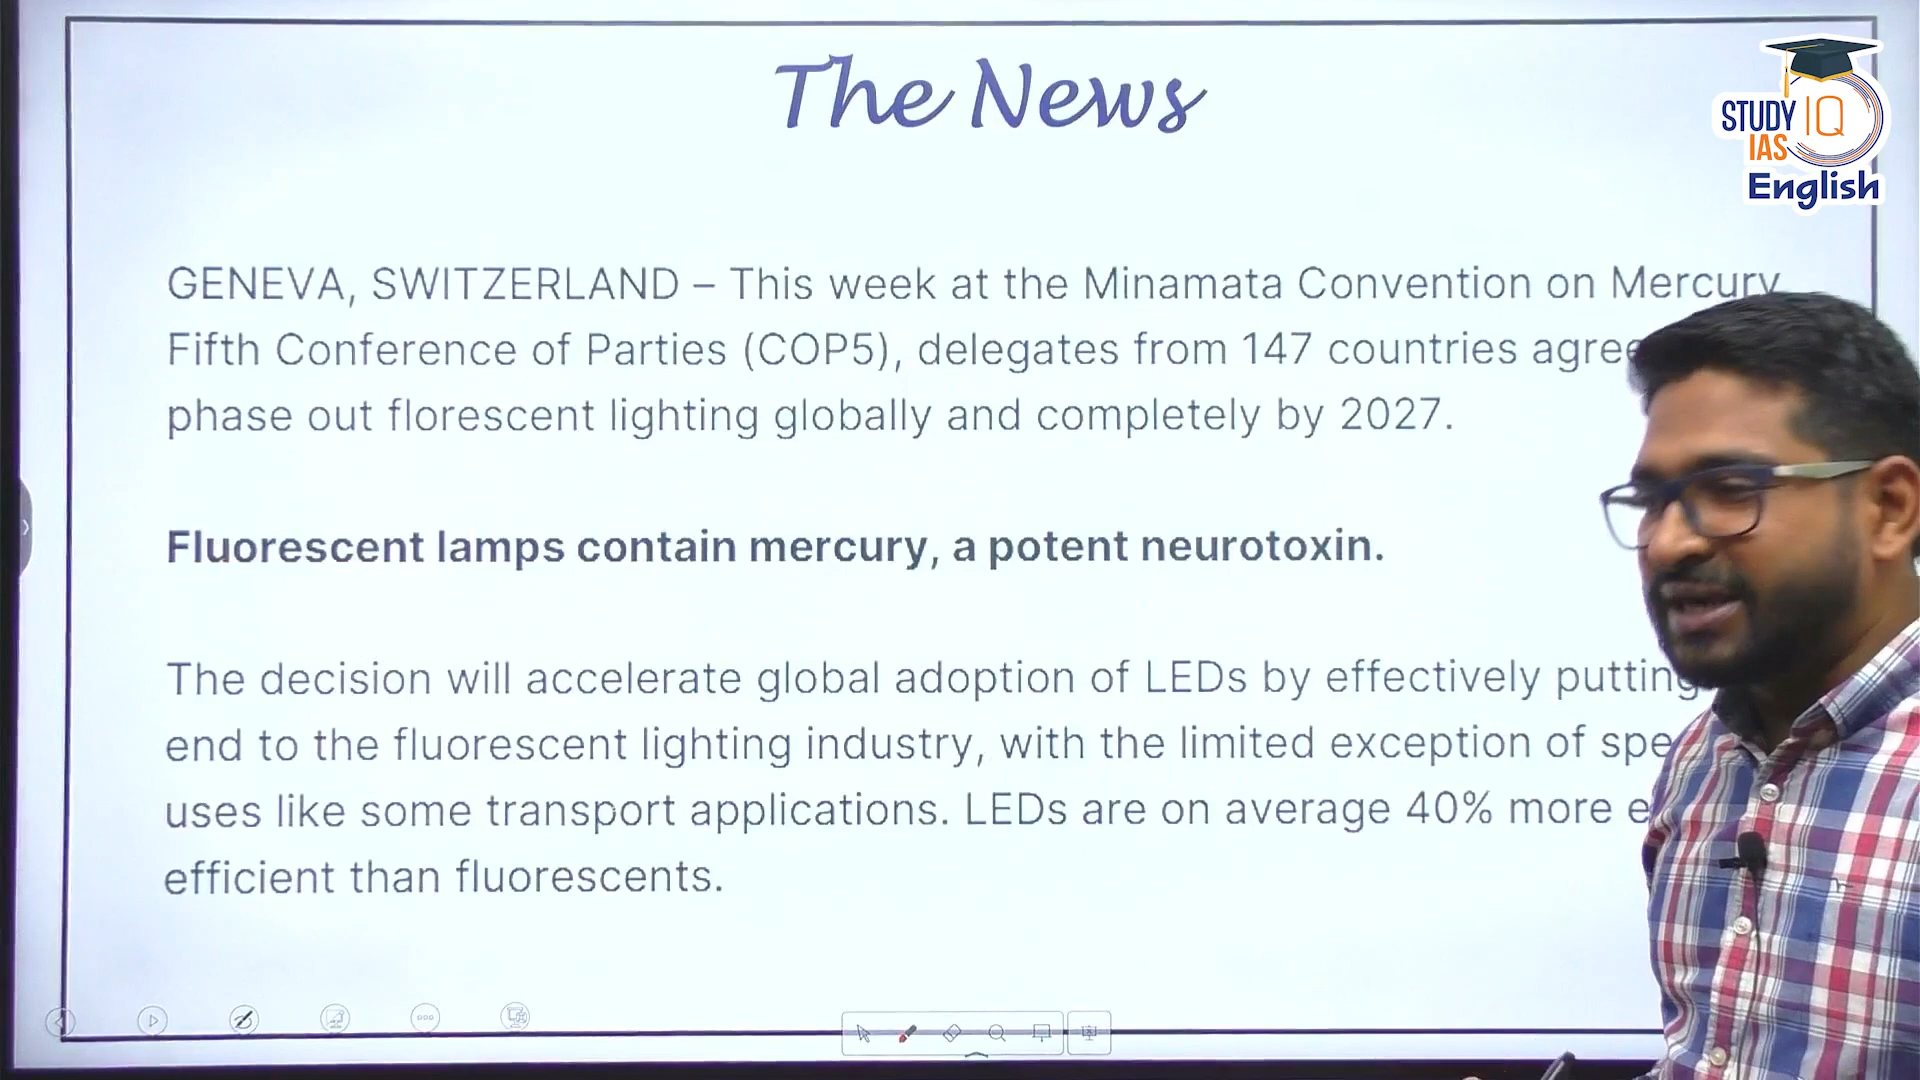 The News
STUDY IQ
IAS
English
GENEVA, SWITZERLAND – This week at the Minamata Convention on Mercury
Fifth Conference of Parties (COP5), delegates from 147 countries
phase out florescent lighting globally and completely by 2027.
Fluorescent lamps contain mercury, a potent neurotoxin.
The decision will accelerate global adoption of LEDs by effectively putting
end to the fluorescent lighting industry, with the limited exception of
uses like some transport applications. LEDs are on average 40% more
efficient than fluorescents.